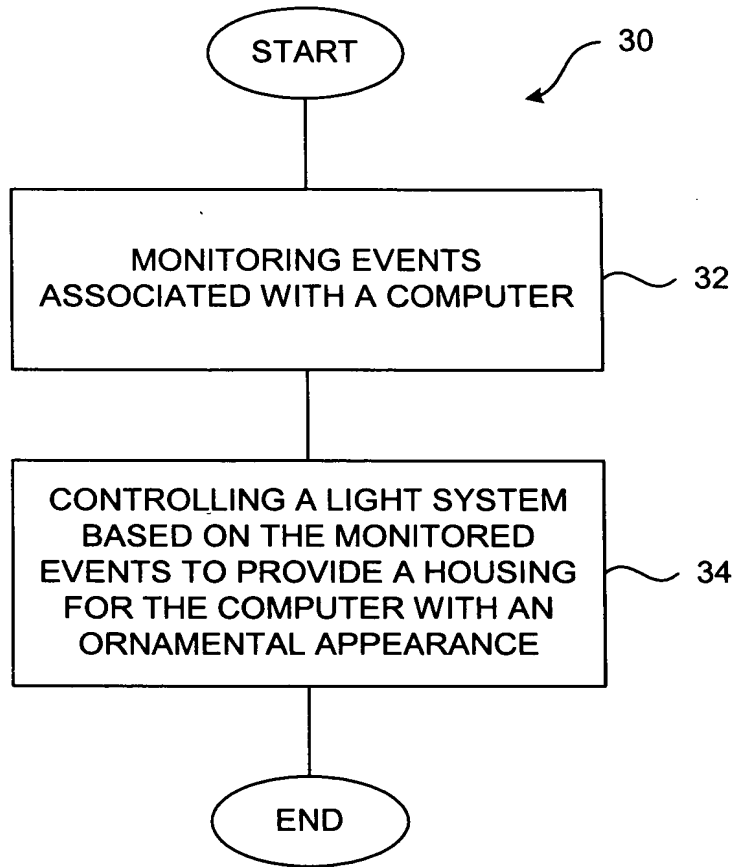 START
30
MONITORING EVENTS
ASSOCIATED WITH A COMPUTER
32
CONTROLLING A LIGHT SYSTEM
BASED ON THE MONITORED
EVENTS TO PROVIDE A HOUSING
FOR THE COMPUTER WITH AN
ORNAMENTAL APPEARANCE
34
END